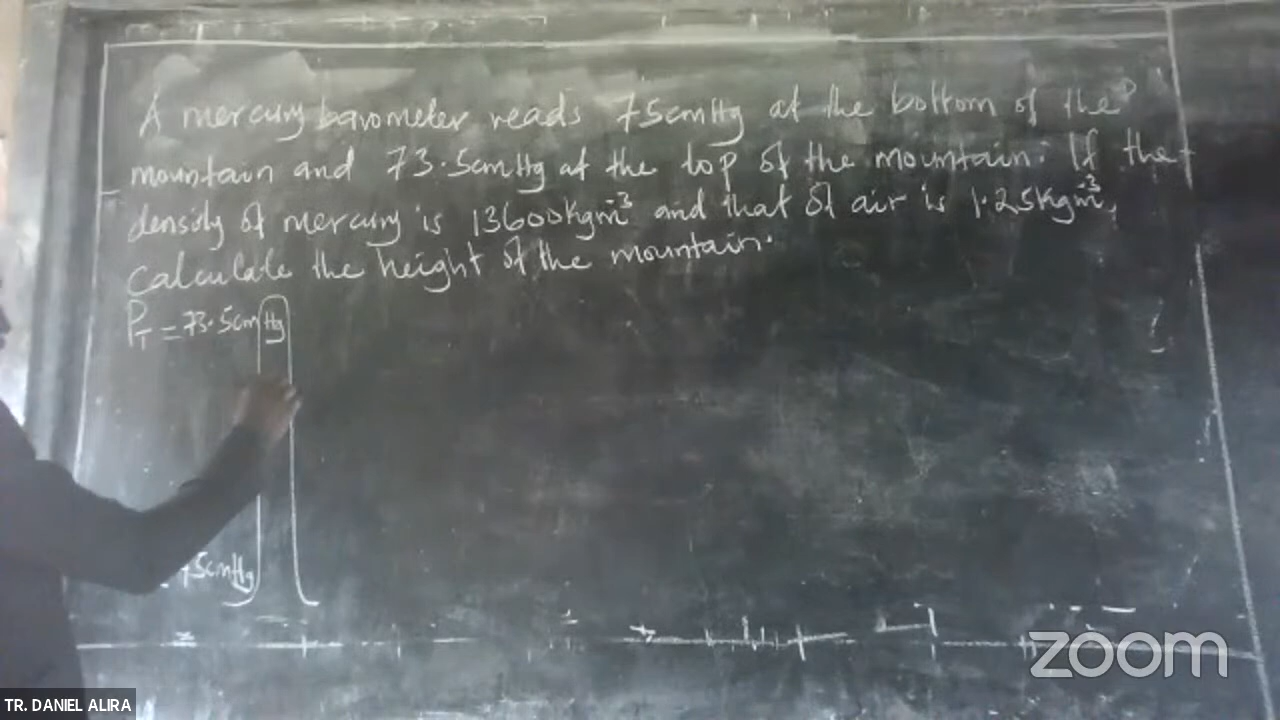 A mercury barometer reads 75cmHg at the bottom of the
mountain and 73.5cmHg at the top of the mountain. If the
density of mercury is 13600kgm⁻³ and that of air is 1.25kgm⁻³,
calculate the height of the mountain.
P_T = 73.5cmHg
75cmHg
zoom
TR. DANIEL ALIRA